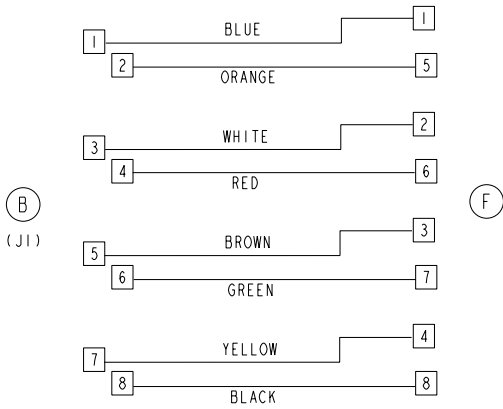 BLUE 1
1
2 5
ORANGE
WHITE 2
3
4 6
RED
B F
(J1)
BROWN 3
5
6 7
GREEN
YELLOW 4
7
8 8
BLACK